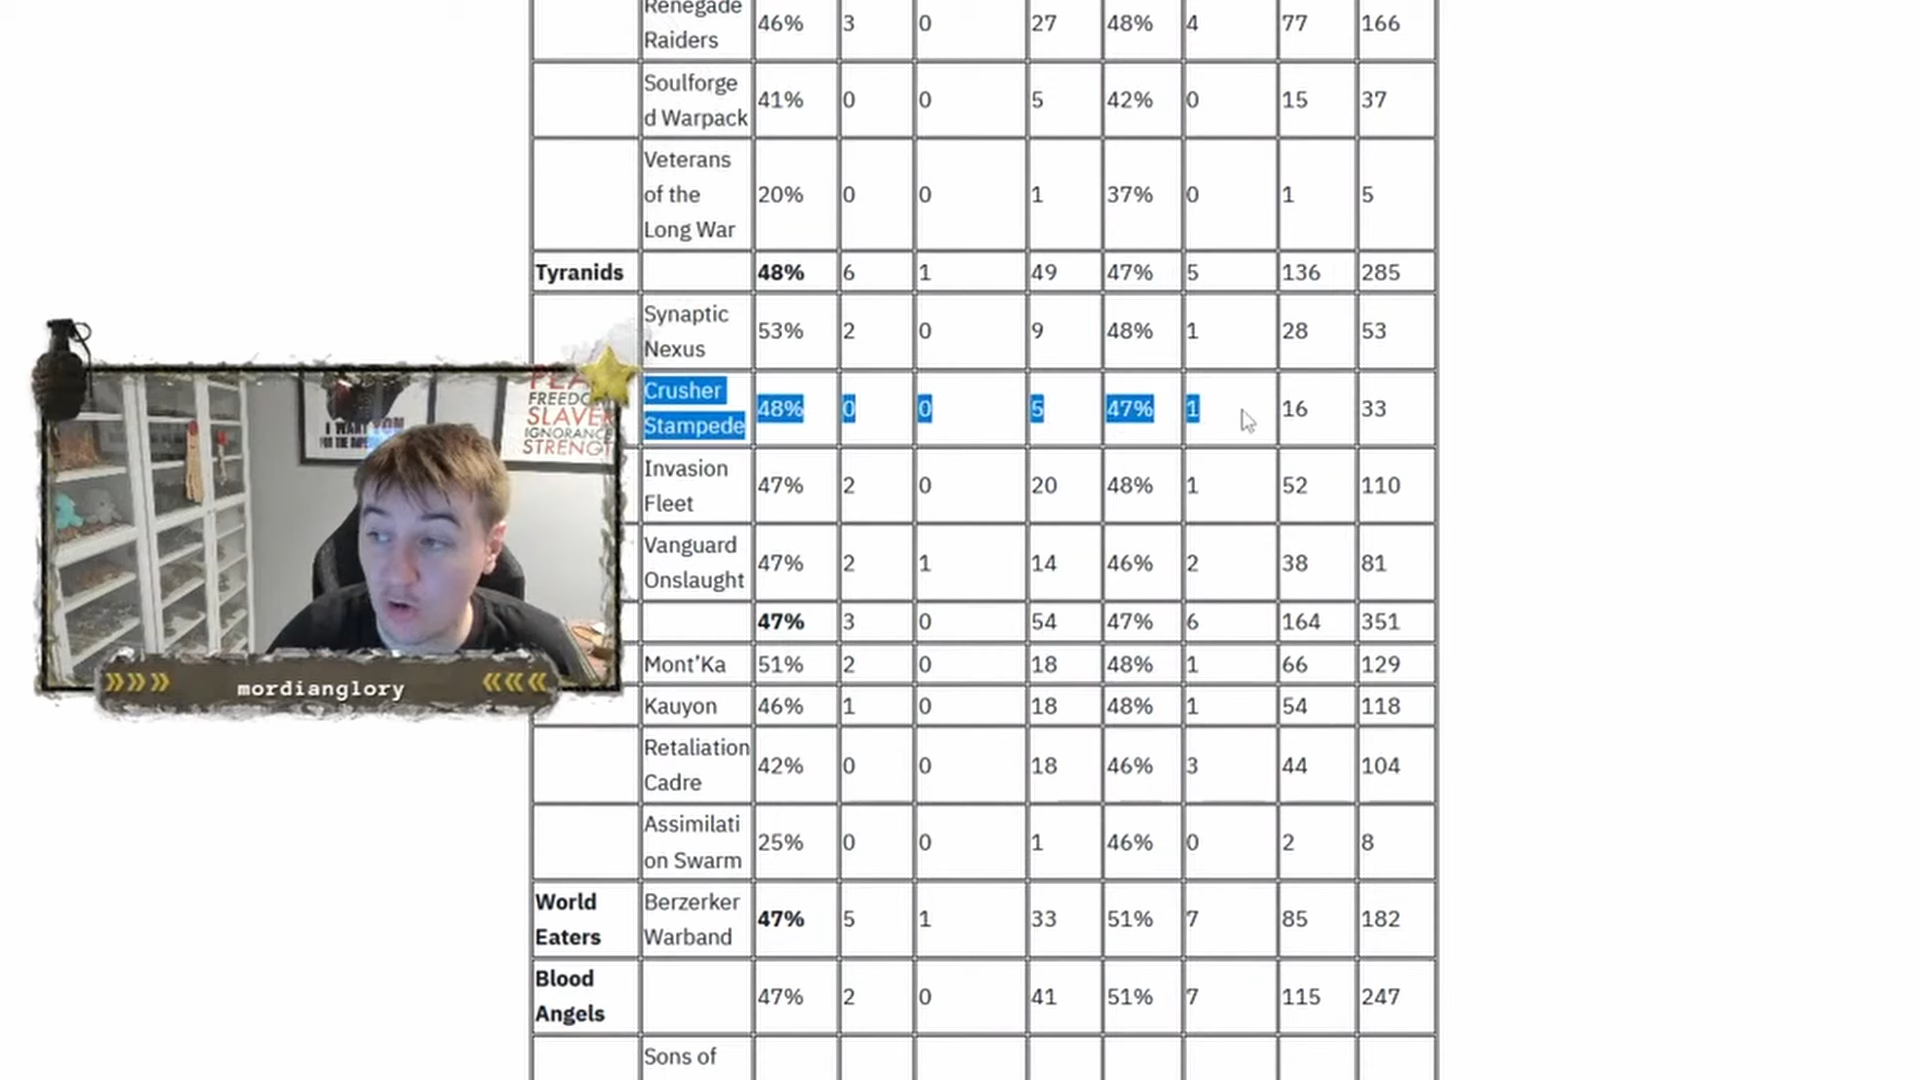 Renegade Raiders 46% 3 0 27 48% 4 77 166
Soulforge
d Warpack 41% 0 0 5 42% 0 15 37
Veterans
of the
Long War 20% 0 0 1 37% 0 1 5
Tyranids 48% 6 1 49 47% 5 136 285
Synaptic
Nexus 53% 2 0 9 48% 1 28 53
Crusher
Stampede 48% 0 0 5 47% 1 16 33
Invasion
Fleet 47% 2 0 20 48% 1 52 110
Vanguard
Onslaught 47% 2 1 14 46% 2 38 81
47% 3 0 54 47% 6 164 351
Mont’Ka 51% 2 0 18 48% 1 66 129
Kauyon 46% 1 0 18 48% 1 54 118
Retaliation
Cadre 42% 0 0 18 46% 3 44 104
Assimilati
on Swarm 25% 0 0 1 46% 0 2 8
World
Eaters
Berzerker
Warband 47% 5 1 33 51% 7 85 182
Blood
Angels 47% 2 0 41 51% 7 115 247
Sons of
I WANT YOU
FREEDOM
SLAVER
IGNORANCE
STRENGT
mordianglory